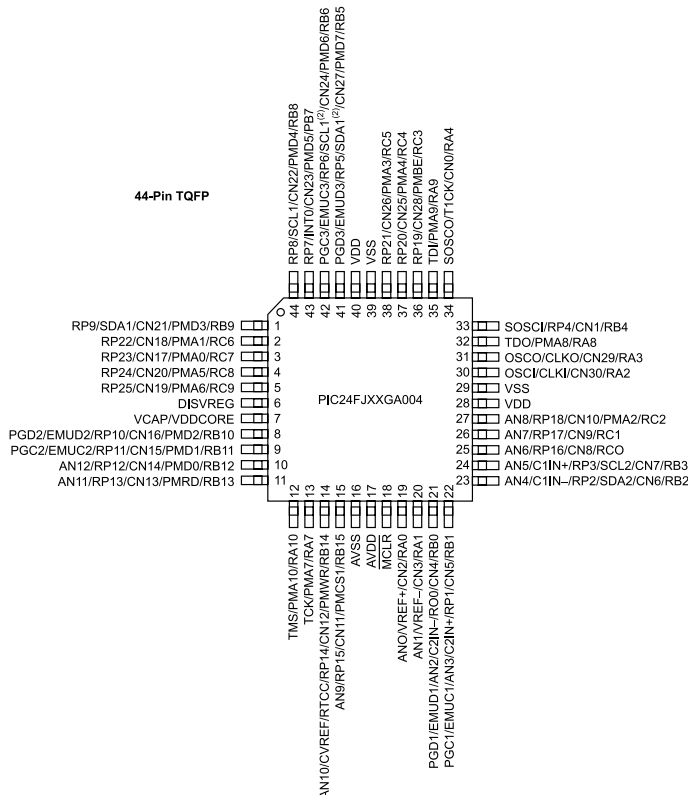 44-Pin TQFP
RP8/SCL1/CN22/PMD4/RB8
RP7/INT0/CN23/PMD5/PB7
PGC3/EMUC3/RP6/SCL1(2)/CN24/PMD6/RB6
PGD3/EMUD3/RP5/SDA1(2)/CN27/PMD7/RB5
VDD
VSS
RP21/CN26/PMA3/RC5
RP20/CN25/PMA4/RC4
RP19/CN28/PMBE/RC3
TDI/PMA9/RA9
SOSCO/T1CK/CN0/RA4
44
43
42
41
40
39
38
37
36
35
34
RP9/SDA1/CN21/PMD3/RB9 1
RP22/CN18/PMA1/RC6 2
RP23/CN17/PMA0/RC7 3
RP24/CN20/PMA5/RC8 4
RP25/CN19/PMA6/RC9 5
DISVREG 6
VCAP/VDDCORE 7
PGD2/EMUD2/RP10/CN16/PMD2/RB10 8
PGC2/EMUC2/RP11/CN15/PMD1/RB11 9
AN12/RP12/CN14/PMD0/RB12 10
AN11/RP13/CN13/PMRD/RB13 11
PIC24FJXXGA004
33 SOSCI/RP4/CN1/RB4
32 TDO/PMA8/RA8
31 OSCO/CLKO/CN29/RA3
30 OSCI/CLKI/CN30/RA2
29 VSS
28 VDD
27 AN8/RP18/CN10/PMA2/RC2
26 AN7/RP17/CN9/RC1
25 AN6/RP16/CN8/RCO
24 AN5/C1IN+/RP3/SCL2/CN7/RB3
23 AN4/C1IN–/RP2/SDA2/CN6/RB2
12
13
14
15
16
17
18
19
20
21
22
TMS/PMA10/RA10
TCK/PMA7/RA7
AN10/CVREF/RTCC/RP14/CN12/PMWR/RB14
AN9/RP15/CN11/PMCS1/RB15
AVSS
AVDD
MCLR
ANO/VREF+/CN2/RA0
AN1/VREF–/CN3/RA1
PGD1/EMUD1/AN2/C2IN–/RO0/CN4/RB0
PGC1/EMUC1/AN3/C2IN+/RP1/CN5/RB1